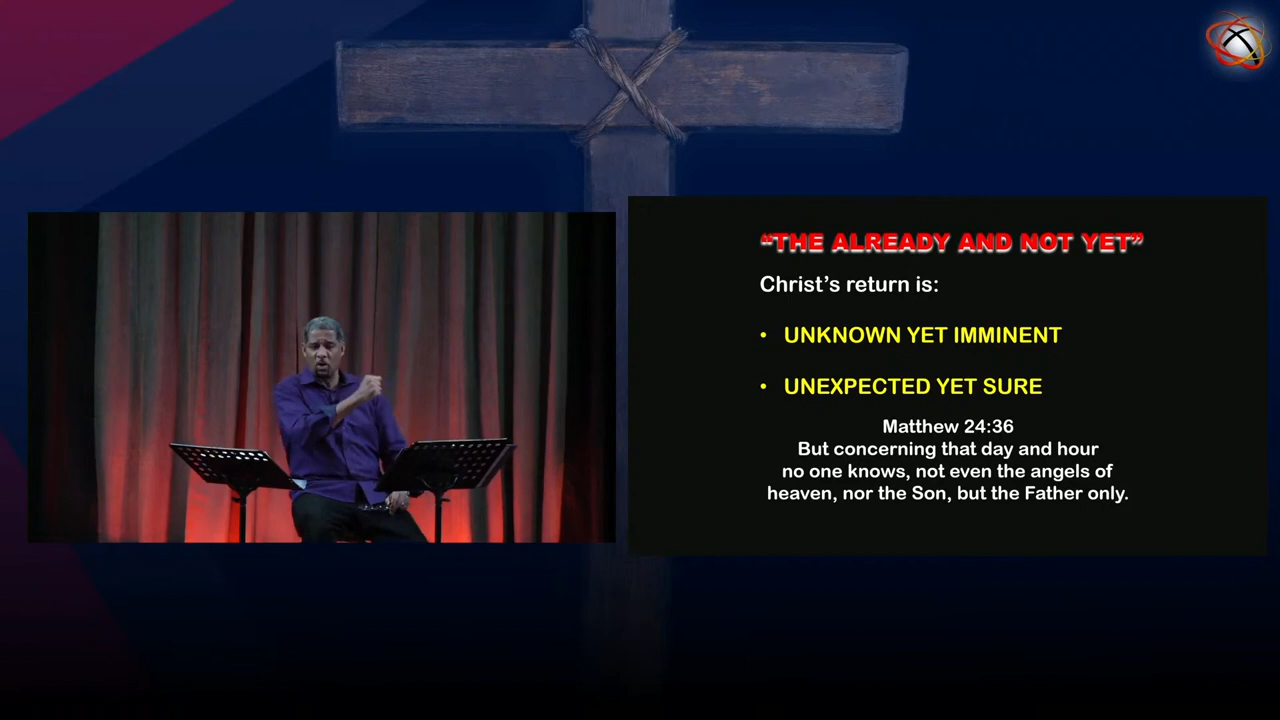 “THE ALREADY AND NOT YET”
Christ’s return is:
• UNKNOWN YET IMMINENT
• UNEXPECTED YET SURE
Matthew 24:36
But concerning that day and hour
no one knows, not even the angels of
heaven, nor the Son, but the Father only.